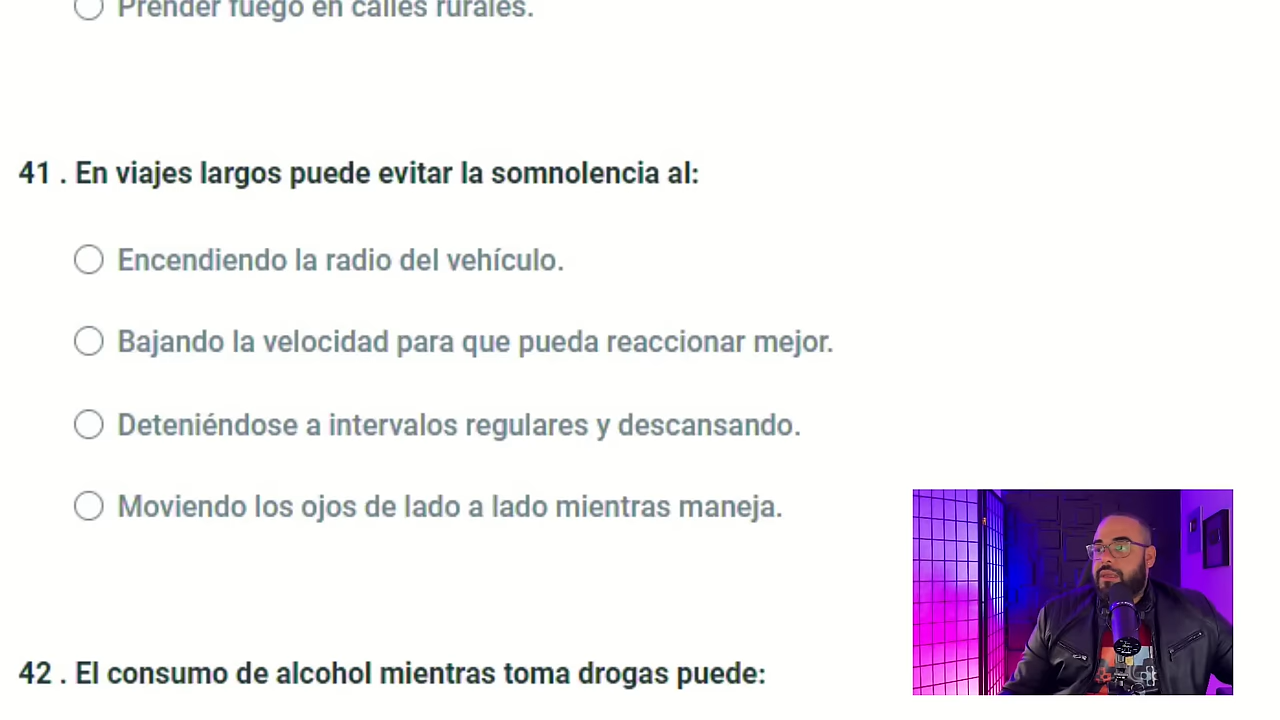 Prender fuego en calles rurales.
41 . En viajes largos puede evitar la somnolencia al:
Encendiendo la radio del vehículo.
Bajando la velocidad para que pueda reaccionar mejor.
Deteniéndose a intervalos regulares y descansando.
Moviendo los ojos de lado a lado mientras maneja.
42 . El consumo de alcohol mientras toma drogas puede: